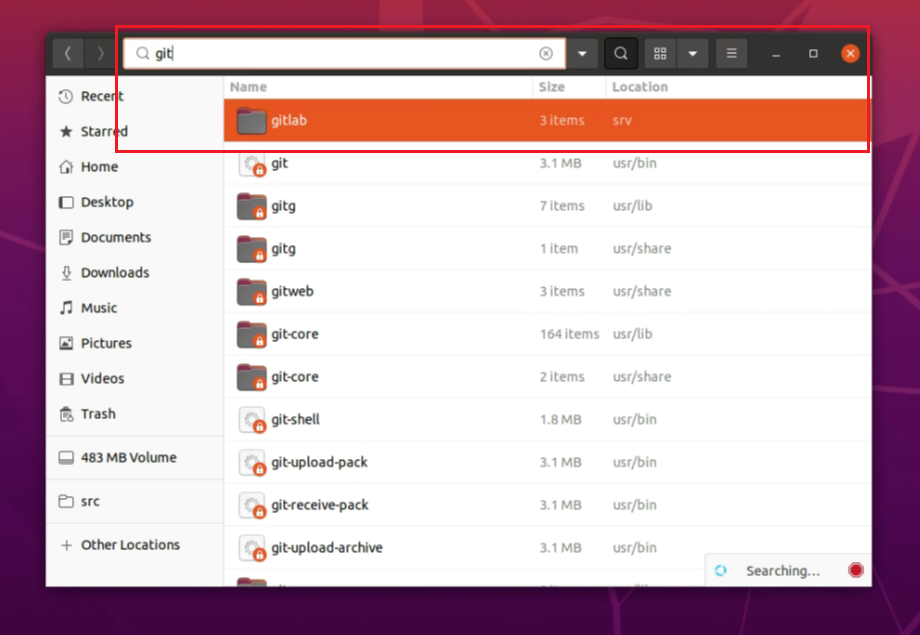 git
Name Size Location
Recent
Starred
Home
Desktop
Documents
Downloads
Music
Pictures
Videos
Trash
483 MB Volume
src
+ Other Locations
gitlab 3 items srv
git 3.1 MB usr/bin
gitg 7 items usr/lib
gitg 1 item usr/share
gitweb 3 items usr/share
git-core 164 items usr/lib
git-core 2 items usr/share
git-shell 1.8 MB usr/bin
git-upload-pack 3.1 MB usr/bin
git-receive-pack 3.1 MB usr/bin
git-upload-archive 3.1 MB usr/bin
Searching...